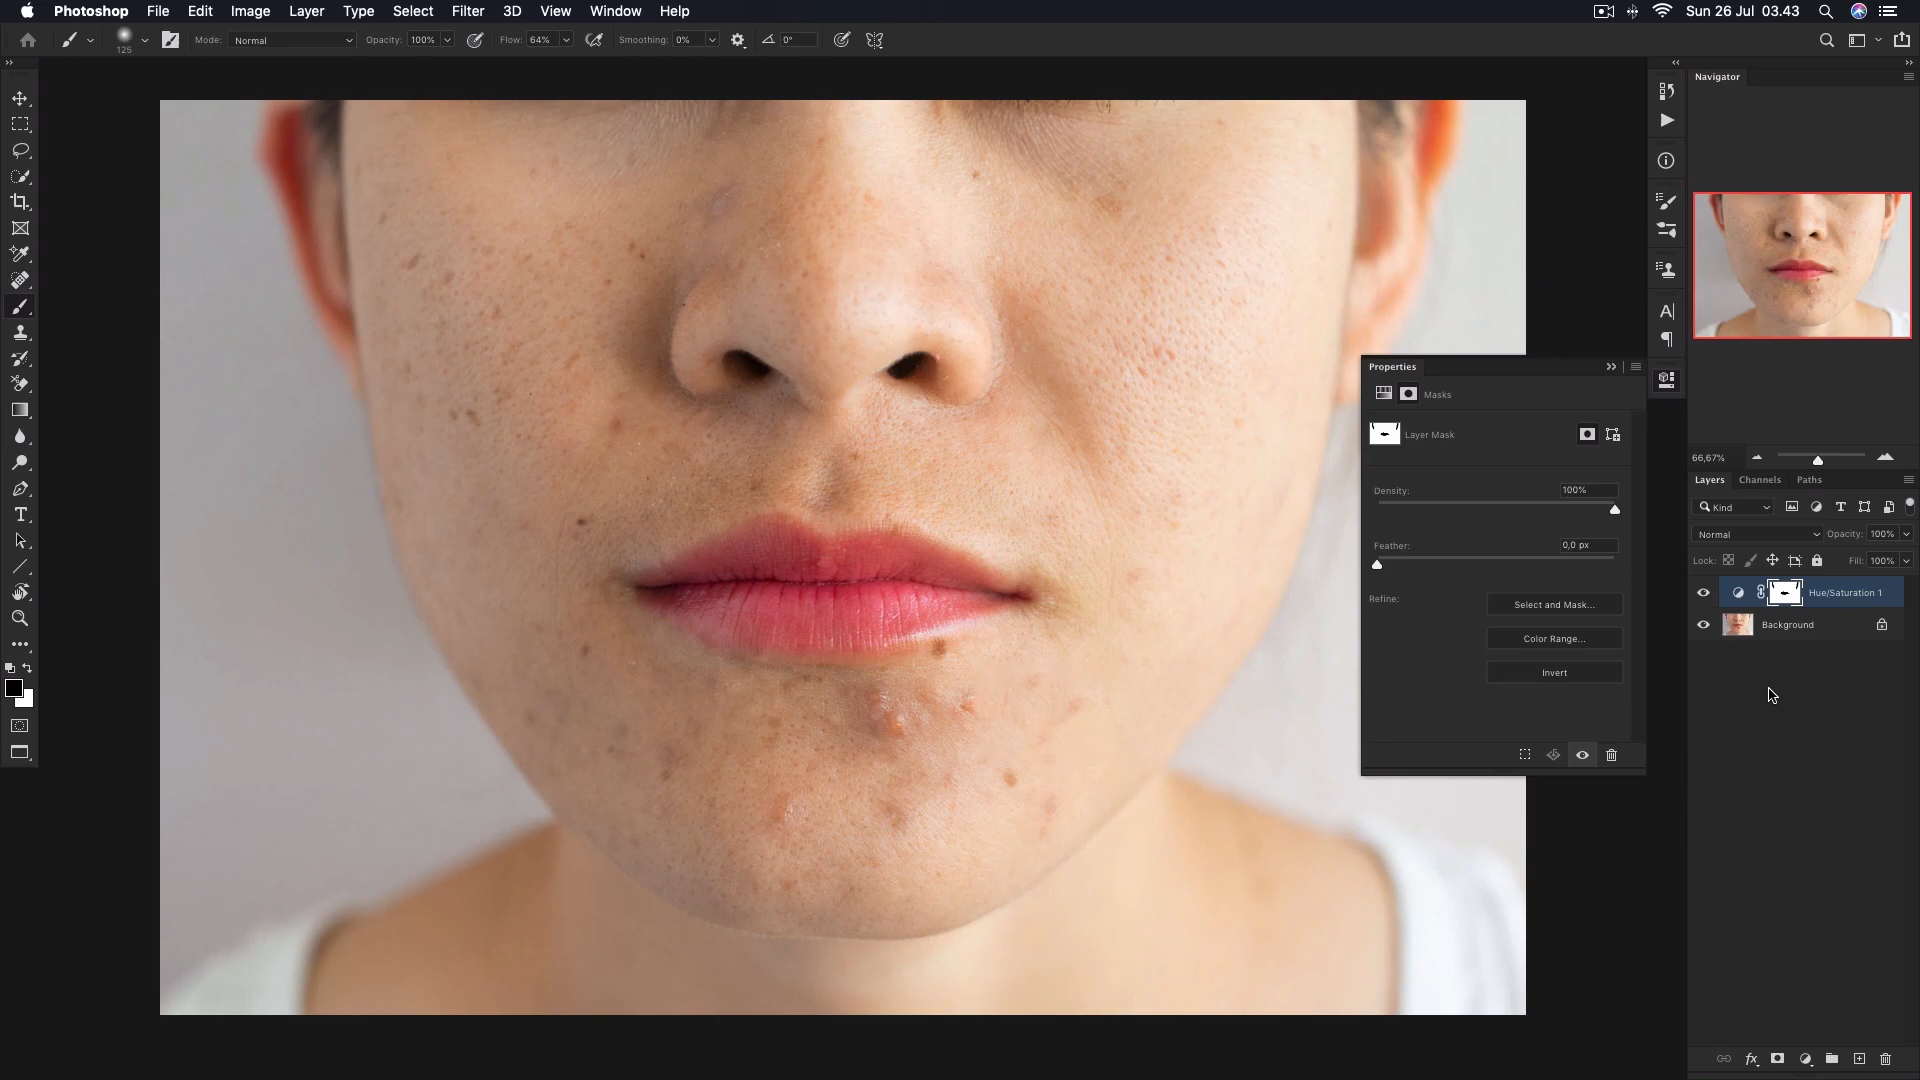 Photoshop File Edit Image Layer Type Select Filter 3D View Window Help Sun 26 Jul 03.43
125 Mode: Normal Opacity: 100% Flow: 64% Smoothing: 0% 0°
Navigator
66,67%
Properties
Masks
Layer Mask
Density: 100%
Feather: 0,0 px
Refine: Select and Mask...
Color Range...
Invert
Layers Channels Paths
Kind
Normal Opacity: 100%
Lock: Fill: 100%
Hue/Saturation 1
Background
fx